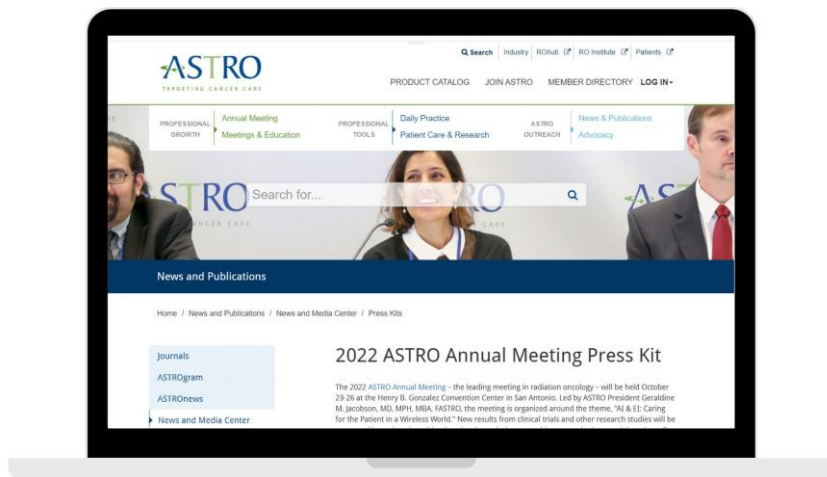 Search Industry ROhub RO Institute Patients
ASTRO
TARGETING CANCER CARE
PRODUCT CATALOG JOIN ASTRO MEMBER DIRECTORY LOG IN
PROFESSIONAL GROWTH
Annual Meeting
Meetings & Education
PROFESSIONAL TOOLS
Daily Practice
Patient Care & Research
ASTRO OUTREACH
News & Publications
Advocacy
STRO
Search for...
RO
AST
CANCER CARE
CARE
News and Publications
Home / News and Publications / News and Media Center / Press Kits
Journals
ASTROgram
ASTROnews
News and Media Center
2022 ASTRO Annual Meeting Press Kit
The 2022 ASTRO Annual Meeting – the leading meeting in radiation oncology – will be held October
23-26 at the Henry B. Gonzalez Convention Center in San Antonio. Led by ASTRO President Geraldine
M. Jacobson, MD, MPH, MBA, FASTRO, the meeting is organized around the theme, "AI & EI: Caring
for the Patient in a Wireless World." New results from clinical trials and other research studies will be